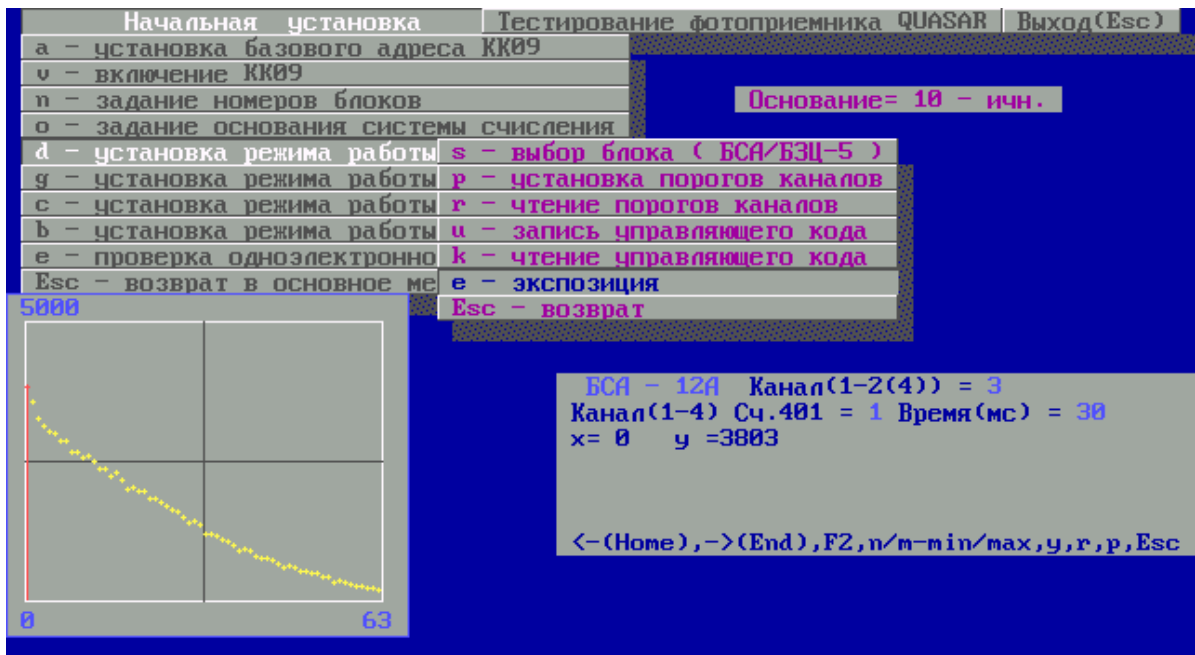 Начальная установка Тестирование фотоприемника QUASAR Выход(Esc)
a - установка базового адреса КК09
v - включение КК09
n - задание номеров блоков
Основание= 10 - ичн.
o - задание основания системы счисления
d - установка режима работы
g - установка режима работы
c - установка режима работы
b - установка режима работы
e - проверка одноэлектронно
Esc - возврат в основное ме
s - выбор блока ( БСА/БЗЦ-5 )
p - установка порогов каналов
r - чтение порогов каналов
u - запись управляющего кода
k - чтение управляющего кода
e - экспозиция
Esc - возврат
5000
0 63
БСА - 12А Канал(1-2(4)) = 3
Канал(1-4) Сч.401 = 1 Время(мс) = 30
x= 0 y =3803
<-(Home),->(End),F2,n/m-min/max,y,r,p,Esc